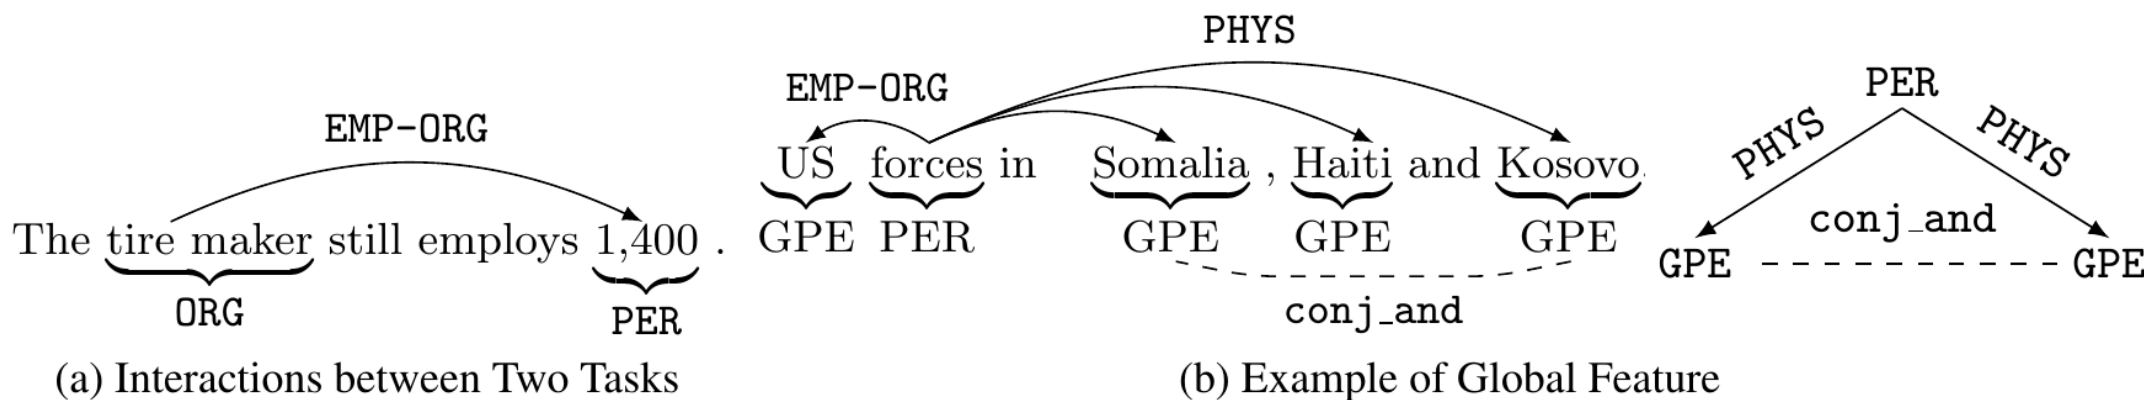 EMP-ORG
The tire maker still employs 1,400 .
ORG PER
(a) Interactions between Two Tasks
PHYS
EMP-ORG
US forces in Somalia , Haiti and Kosovo.
GPE PER GPE GPE GPE
conj_and
PER
PHYS PHYS
conj_and
GPE GPE
(b) Example of Global Feature